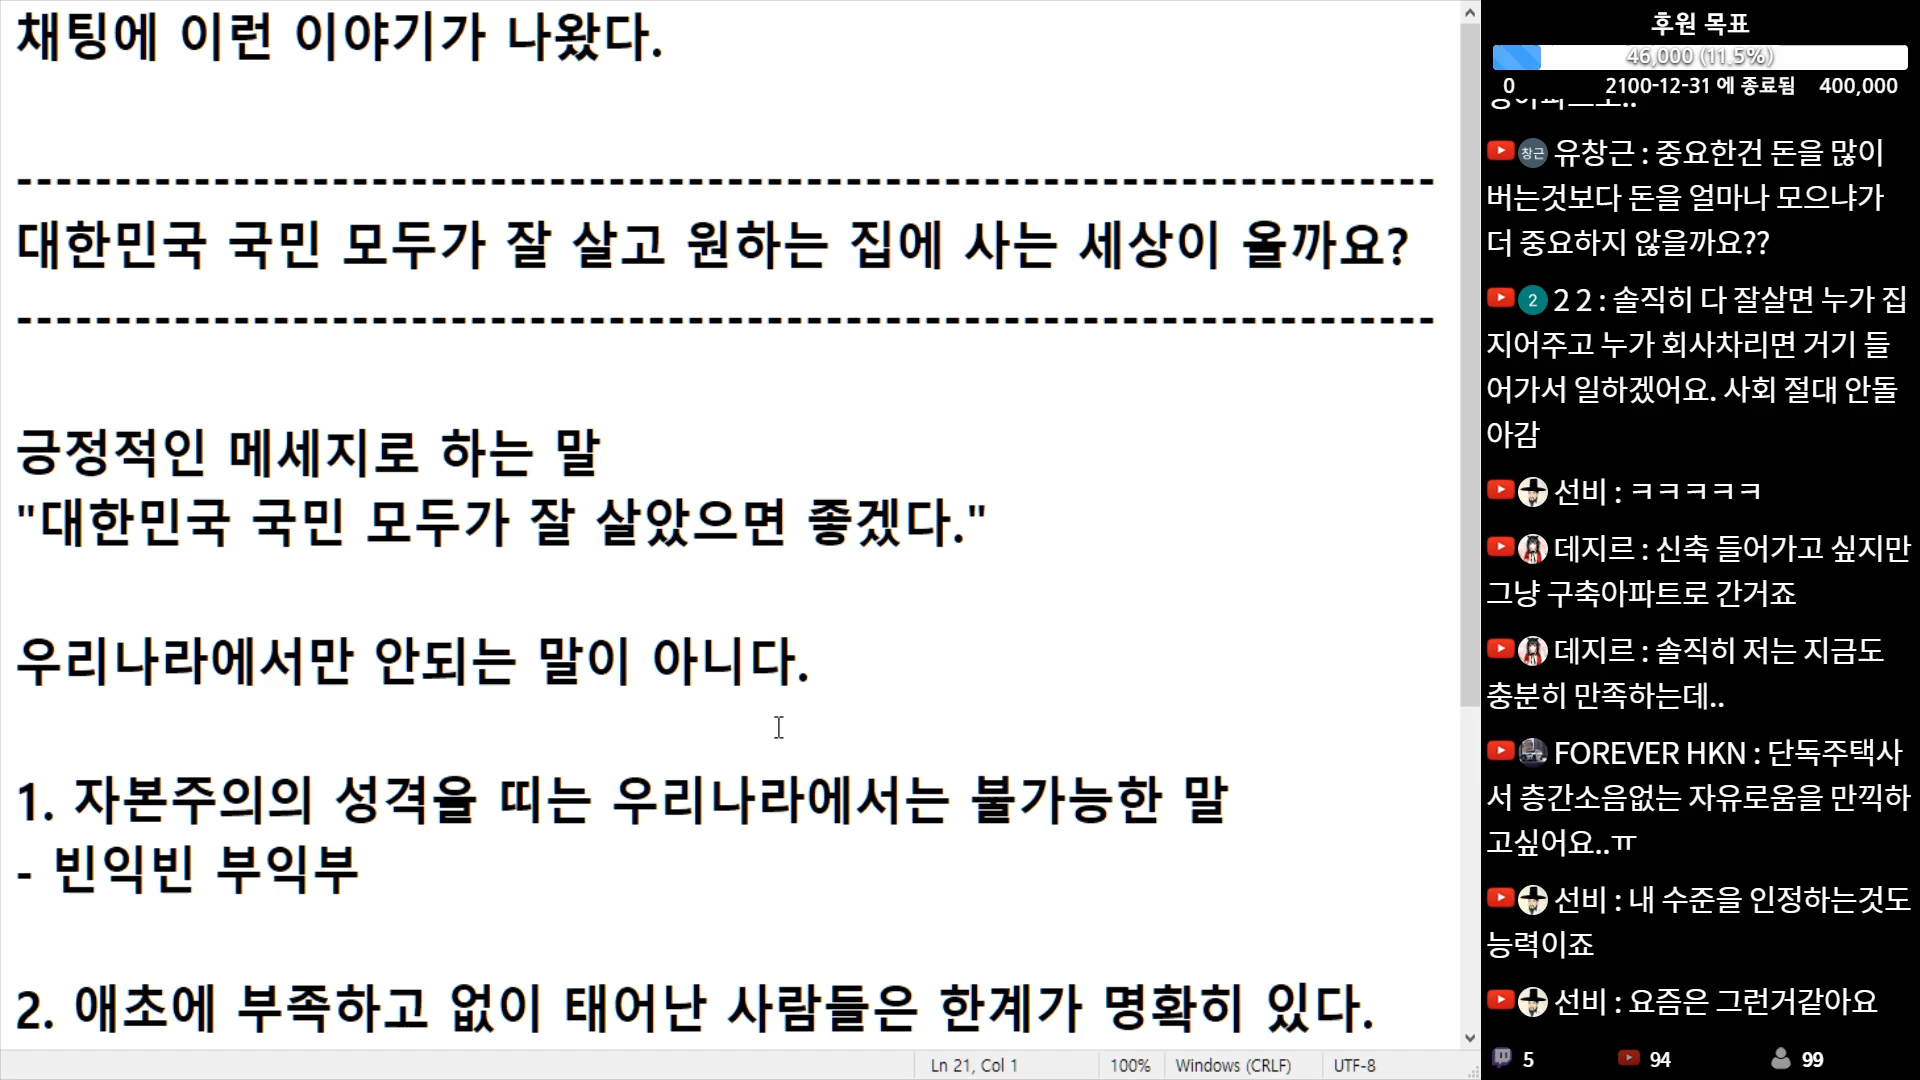 채팅에 이런 이야기가 나왔다.
------------------------------------------------------------------------
대한민국 국민 모두가 잘 살고 원하는 집에 사는 세상이 올까요?
------------------------------------------------------------------------
긍정적인 메세지로 하는 말
"대한민국 국민 모두가 잘 살았으면 좋겠다."
우리나라에서만 안되는 말이 아니다.
1. 자본주의의 성격을 띠는 우리나라에서는 불가능한 말
- 빈익빈 부익부
2. 애초에 부족하고 없이 태어난 사람들은 한계가 명확히 있다.
Ln 21, Col 1 100% Windows (CRLF) UTF-8
후원 목표
46,000 (11.5%)
0 2100-12-31 에 종료됨 400,000
창근 유창근 : 중요한건 돈을 많이
버는것보다 돈을 얼마나 모으냐가
더 중요하지 않을까요??
2 2 2 : 솔직히 다 잘살면 누가 집
지어주고 누가 회사차리면 거기 들
어가서 일하겠어요. 사회 절대 안돌
아감
선비 : ㅋㅋㅋㅋㅋ
데지르 : 신축 들어가고 싶지만
그냥 구축아파트로 간거죠
데지르 : 솔직히 저는 지금도
충분히 만족하는데..
FOREVER HKN : 단독주택사
서 층간소음없는 자유로움을 만끽하
고싶어요..ㅠ
선비 : 내 수준을 인정하는것도
능력이죠
선비 : 요즘은 그런거같아요
5 94 99